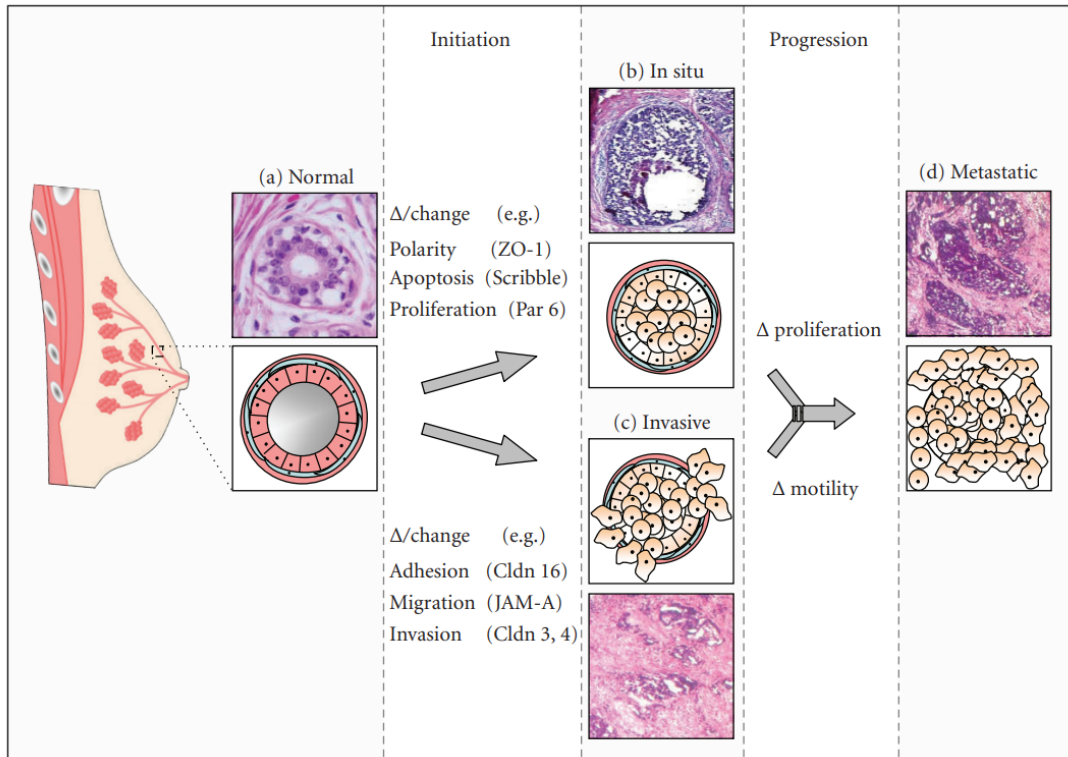 Initiation
Progression
(a) Normal
Δ/change (e.g.)
Polarity (ZO-1)
Apoptosis (Scribble)
Proliferation (Par 6)
Δ/change (e.g.)
Adhesion (Cldn 16)
Migration (JAM-A)
Invasion (Cldn 3, 4)
(b) In situ
(c) Invasive
Δ proliferation
Δ motility
(d) Metastatic